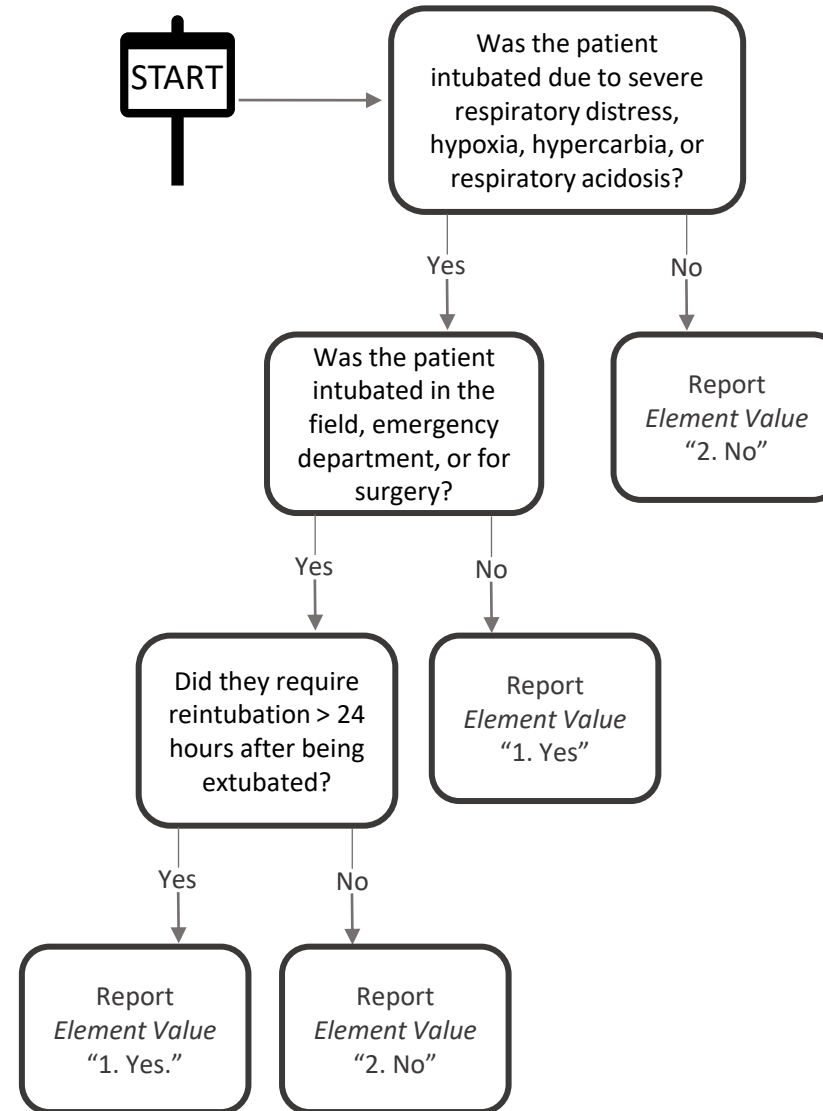 START
Was the patient
intubated due to severe
respiratory distress,
hypoxia, hypercarbia, or
respiratory acidosis?
Yes
No
Was the patient
intubated in the
field, emergency
department, or for
surgery?
Report
Element Value
“2. No”
Yes
No
Did they require
reintubation > 24
hours after being
extubated?
Report
Element Value
“1. Yes”
Yes
No
Report
Element Value
“1. Yes.”
Report
Element Value
“2. No”